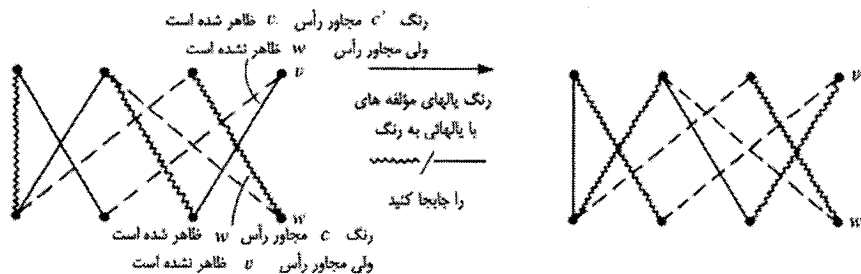 رنگ c' مجاور رأس v. ظاهر شده است
ولی مجاور رأس w ظاهر نشده است
v
رنگ یالهای مؤلفه های
با یالهائی به رنگ
/
را جابجا کنید
w
رنگ c مجاور رأس w ظاهر شده است
ولی مجاور رأس v ظاهر نشده است
v
w